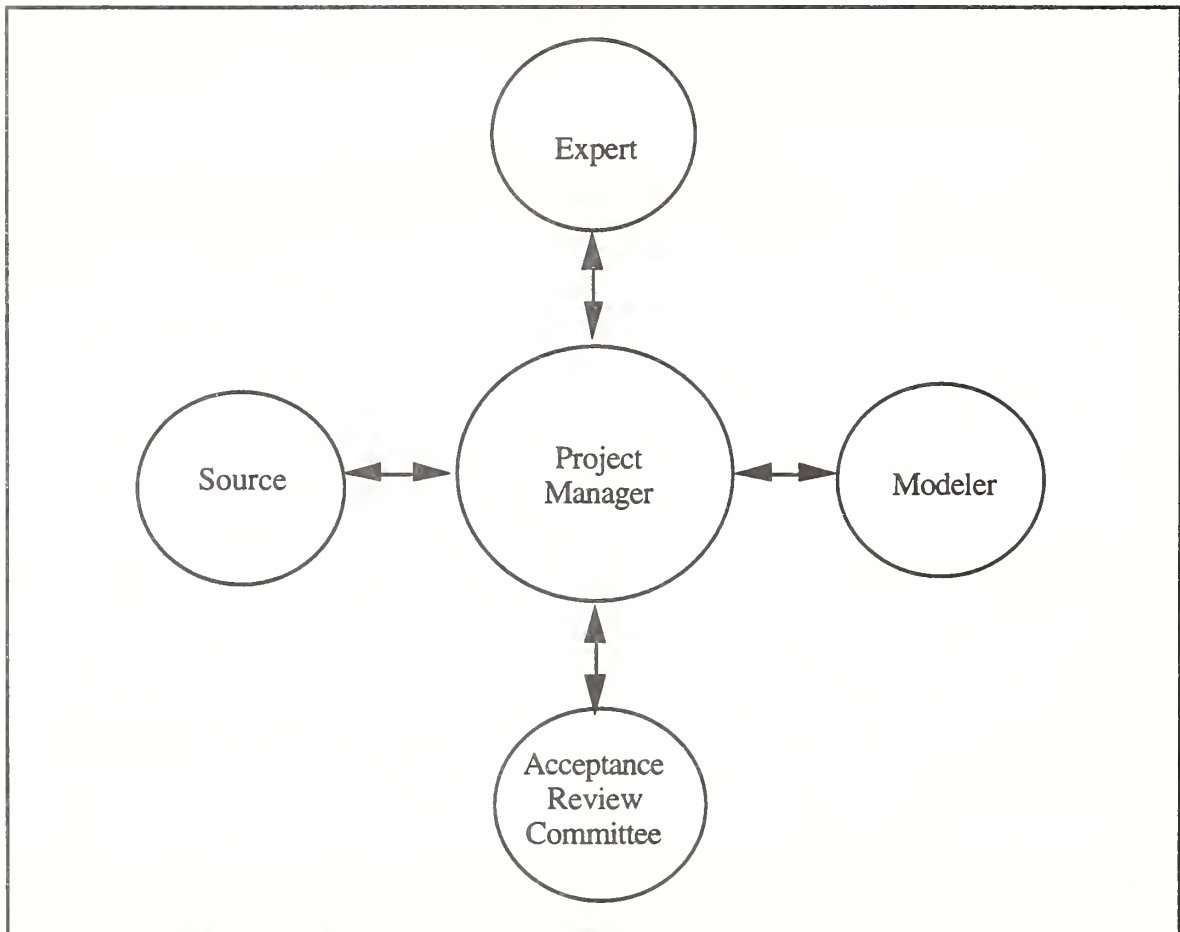 Expert
Source
Project
Manager
Modeler
Acceptance
Review
Committee